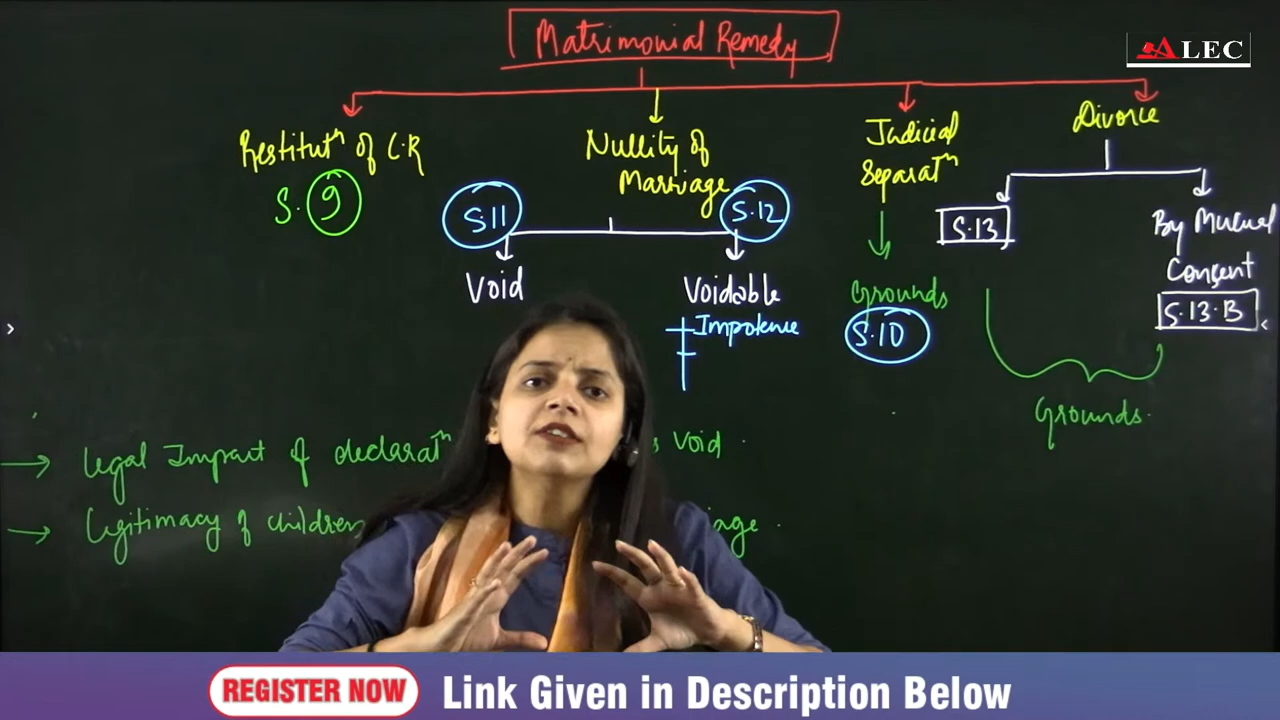 Matrimonial Remedy
ALEC
Restitutⁿ of C.R
S. 9
Nullity of
Marriage
S.11
S.12
Void
Voidable
Impotence
Judicial
Separatⁿ
Grounds
S.10
Divorce
S.13
By Mutual
Consent
S.13.B
Grounds.
→ Legal Impact of declaratⁿ void.
→ Legitimacy of children
REGISTER NOW
Link Given in Description Below